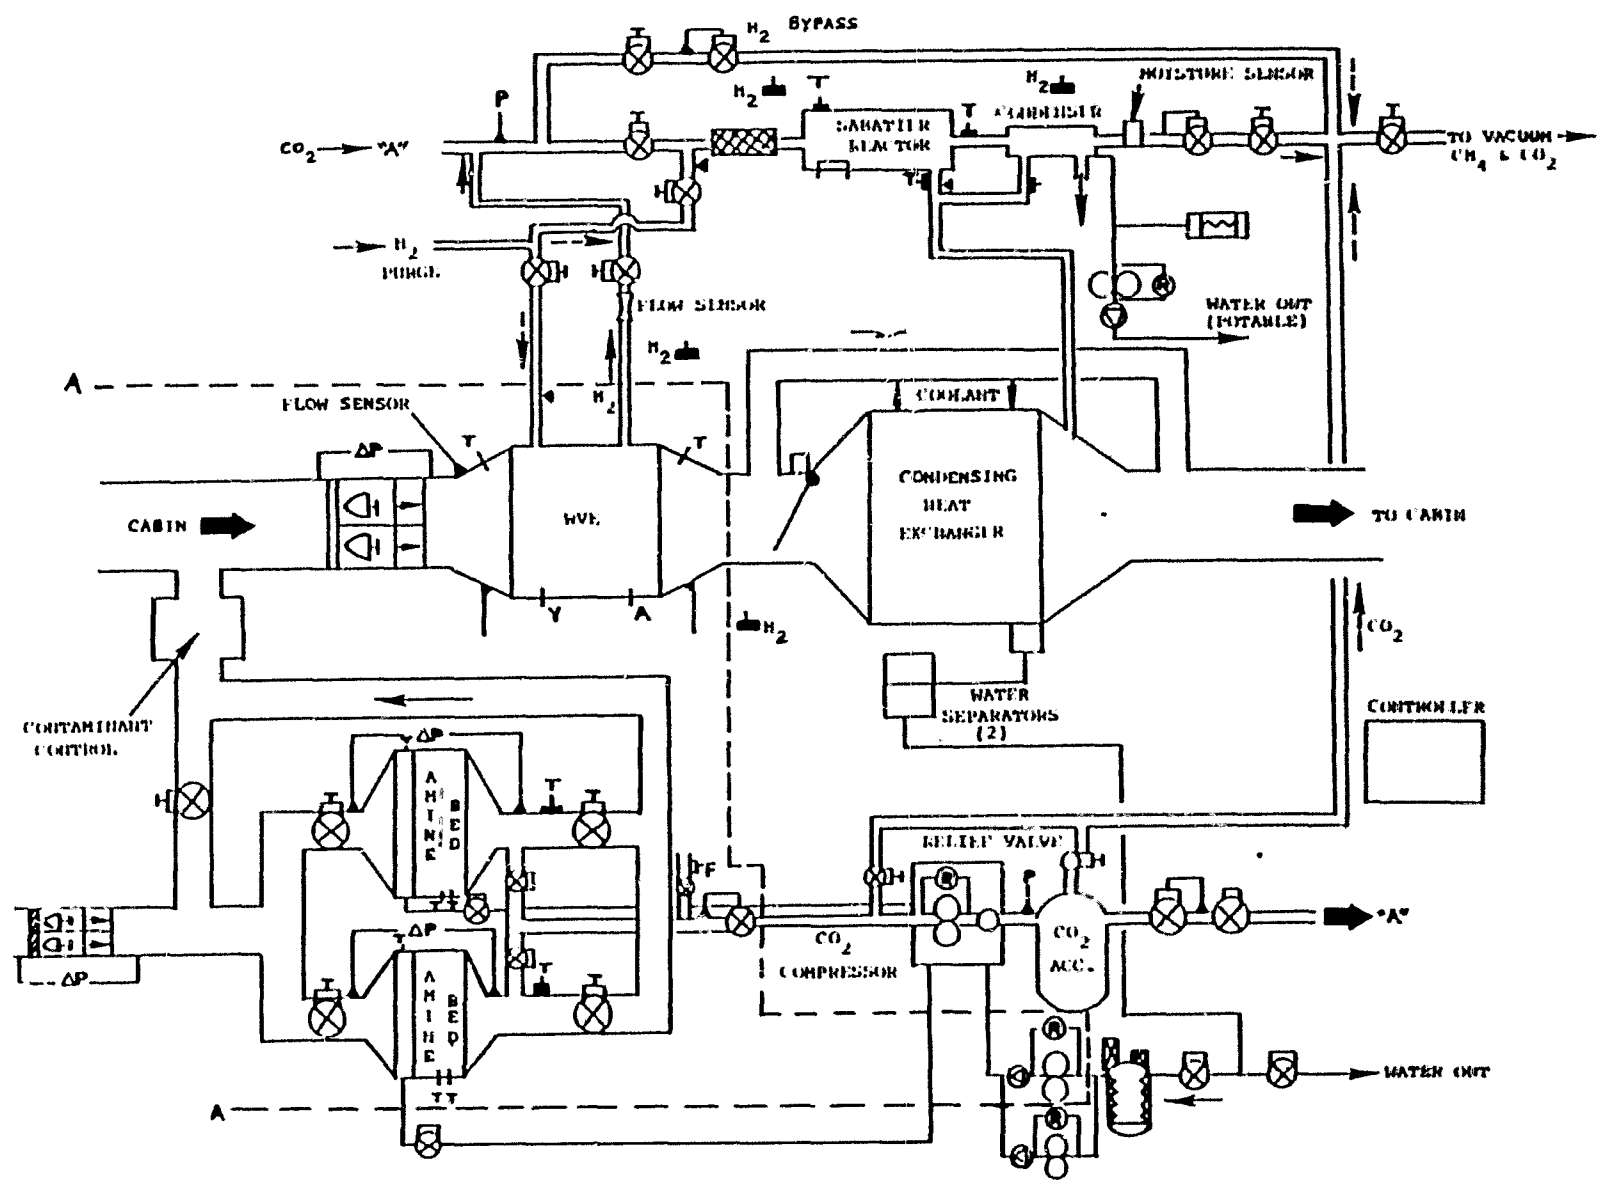 H2 BYPASS
MOISTURE SENSOR
H2
T
H2
CONDENSER
P
T
SABATIER
REACTOR
CO2 → "A"
TO VACUUM
CH4 & CO2
T
H2
PURGE
FLOW SENSOR
WATER OUT
(POTABLE)
H2
A
H2
FLOW SENSOR
COOLANT
T
T
ΔP
CONDENSING
HEAT
EXCHANGER
CABIN
WVE
TO CABIN
Y
A
H2
CO2
WATER
SEPARATORS
(2)
CONTROLLER
CONTAMINANT
CONTROL
ΔP
T
AMINE
BED
RELIEF VALVE
F
R
P
T T
"A"
ΔP
CO2
COMPRESSOR
CO2
ACC.
T
T
ΔP
AMINE
BED
R
WATER OUT
T T
A
R